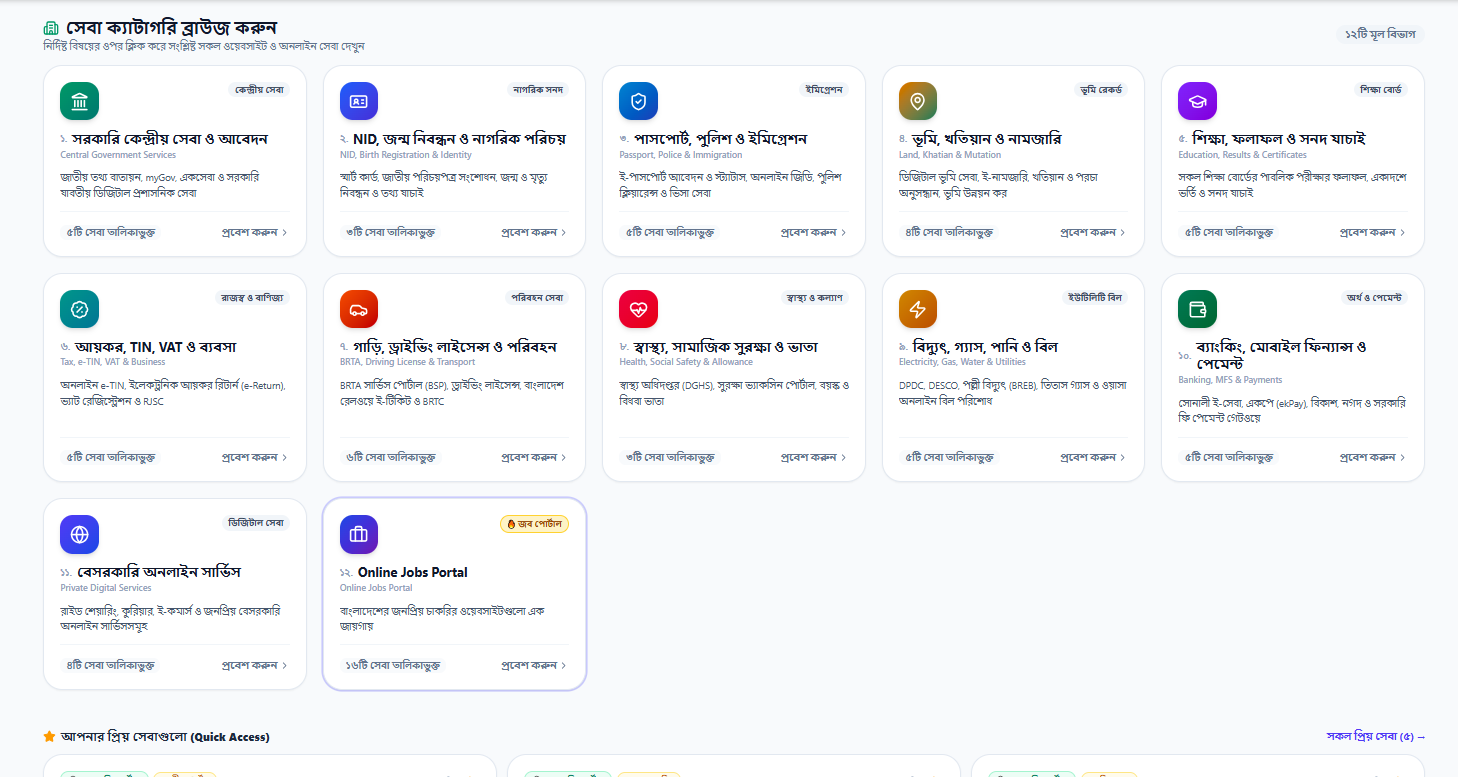 সেবা ক্যাটাগরি ব্রাউজ করুন
নির্দিষ্ট বিষয়ের ওপর ক্লিক করে সংশ্লিষ্ট সকল ওয়েবসাইট ও অনলাইন সেবা দেখুন
১২টি মূল বিভাগ
কেন্দ্রীয় সেবা
১. সরকারি কেন্দ্রীয় সেবা ও আবেদন
Central Government Services
জাতীয় তথ্য বাতায়ন, myGov, একসেবা ও সরকারি
যাবতীয় ডিজিটাল প্রশাসনিক সেবা
৫টি সেবা তালিকাভুক্ত
প্রবেশ করুন
নাগরিক সনদ
২. NID, জন্ম নিবন্ধন ও নাগরিক পরিচয়
NID, Birth Registration & Identity
স্মার্ট কার্ড, জাতীয় পরিচয়পত্র সংশোধন, জন্ম ও মৃত্যু
নিবন্ধন ও তথ্য যাচাই
৩টি সেবা তালিকাভুক্ত
প্রবেশ করুন
ইমিগ্রেশন
৩. পাসপোর্ট, পুলিশ ও ইমিগ্রেশন
Passport, Police & Immigration
ই-পাসপোর্ট আবেদন ও স্ট্যাটাস, অনলাইন জিডি, পুলিশ
ক্লিয়ারেন্স ও ভিসা সেবা
৫টি সেবা তালিকাভুক্ত
প্রবেশ করুন
ভূমি রেকর্ড
৪. ভূমি, খতিয়ান ও নামজারি
Land, Khatian & Mutation
ডিজিটাল ভূমি সেবা, ই-নামজারি, খতিয়ান ও পরচা
অনুসন্ধান, ভূমি উন্নয়ন কর
৪টি সেবা তালিকাভুক্ত
প্রবেশ করুন
শিক্ষা বোর্ড
৫. শিক্ষা, ফলাফল ও সনদ যাচাই
Education, Results & Certificates
সকল শিক্ষা বোর্ডের পাবলিক পরীক্ষার ফলাফল, একাদশে
ভর্তি ও সনদ যাচাই
৫টি সেবা তালিকাভুক্ত
প্রবেশ করুন
রাজস্ব ও বাণিজ্য
৬. আয়কর, TIN, VAT ও ব্যবসা
Tax, e-TIN, VAT & Business
অনলাইন e-TIN, ইলেকট্রনিক আয়কর রিটার্ন (e-Return),
ভ্যাট রেজিস্ট্রেশন ও RJSC
৫টি সেবা তালিকাভুক্ত
প্রবেশ করুন
পরিবহন সেবা
৭. গাড়ি, ড্রাইভিং লাইসেন্স ও পরিবহন
BRTA, Driving License & Transport
BRTA সার্ভিস পোর্টাল (BSP), ড্রাইভিং লাইসেন্স, বাংলাদেশ
রেলওয়ে ই-টিকিট ও BRTC
৬টি সেবা তালিকাভুক্ত
প্রবেশ করুন
স্বাস্থ্য ও কল্যাণ
৮. স্বাস্থ্য, সামাজিক সুরক্ষা ও ভাতা
Health, Social Safety & Allowance
স্বাস্থ্য অধিদপ্তর (DGHS), সুরক্ষা ভ্যাকসিন পোর্টাল, বয়স্ক ও
বিধবা ভাতা
৩টি সেবা তালিকাভুক্ত
প্রবেশ করুন
ইউটিলিটি বিল
৯. বিদ্যুৎ, গ্যাস, পানি ও বিল
Electricity, Gas, Water & Utilities
DPDC, DESCO, পল্লী বিদ্যুৎ (BREB), তিতাস গ্যাস ও ওয়াসা
অনলাইন বিল পরিশোধ
৫টি সেবা তালিকাভুক্ত
প্রবেশ করুন
অর্থ ও পেমেন্ট
১০. ব্যাংকিং, মোবাইল ফিন্যান্স ও
পেমেন্ট
Banking, MFS & Payments
সোনালী ই-সেবা, একপে (ekPay), বিকাশ, নগদ ও সরকারি
ফি পেমেন্ট গেটওয়ে
৫টি সেবা তালিকাভুক্ত
প্রবেশ করুন
ডিজিটাল সেবা
১১. বেসরকারি অনলাইন সার্ভিস
Private Digital Services
রাইড শেয়ারিং, কুরিয়ার, ই-কমার্স ও জনপ্রিয় বেসরকারি
অনলাইন সার্ভিসসমূহ
৪টি সেবা তালিকাভুক্ত
প্রবেশ করুন
জব পোর্টাল
১২. Online Jobs Portal
Online Jobs Portal
বাংলাদেশের জনপ্রিয় চাকরির ওয়েবসাইটগুলো এক
জায়গায়
১৬টি সেবা তালিকাভুক্ত
প্রবেশ করুন
আপনার প্রিয় সেবাগুলো (Quick Access)
সকল প্রিয় সেবা (৫) →